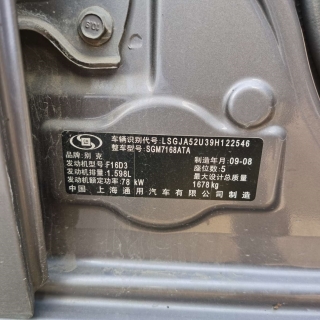 车辆识别代号:LSGJA52U39H122546
整车型号:SGM7168ATA
品牌:别克
制造年月:09-08
发动机型号:F16D3
座位数:5
发动机排量:1.598L
最大设计总质量
发动机额定功率:78 kW
1678kg
中国 上海通用汽车有限公司制造